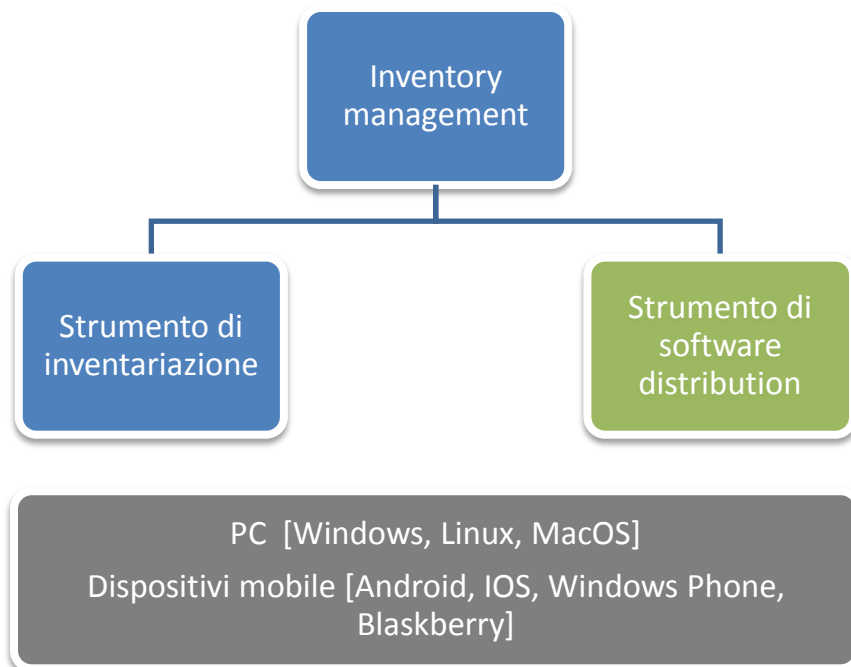 Inventory
management
Strumento di
inventariazione
Strumento di
software
distribution
PC  [Windows, Linux, MacOS]
Dispositivi mobile [Android, IOS, Windows Phone,
Blaskberry]